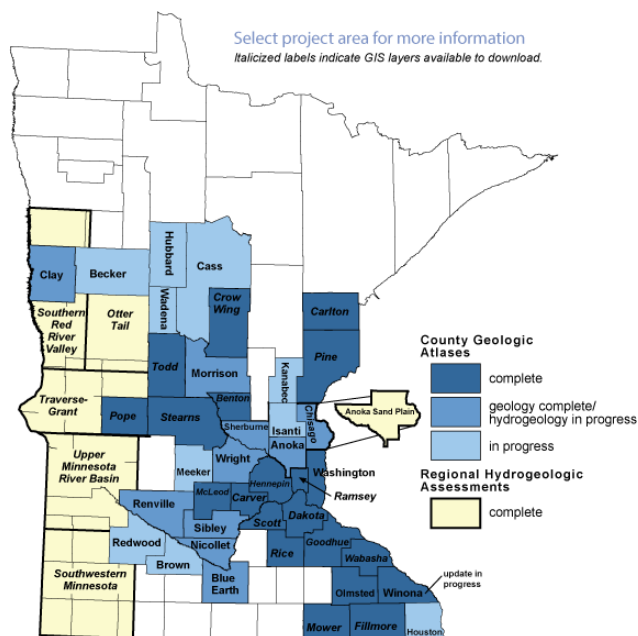 Select project area for more information
Italicized labels indicate GIS layers available to download.
Hubbard
Cass
Clay
Becker
Wadena
Crow
Wing
Carlton
Southern
Red
River
Valley
Otter
Tail
Todd
Morrison
Pine
Kanabec
County Geologic
Atlases
complete
geology complete/
hydrogeology in progress
in progress
Regional Hydrogeologic
Assessments
complete
Traverse-
Grant
Pope
Stearns
Benton
Sherburne
Isanti
Chisago
Anoka Sand Plain
Anoka
Upper
Minnesota
River Basin
Meeker
Wright
Hennepin
Washington
Ramsey
Renville
McLeod
Carver
Scott
Dakota
Sibley
Redwood
Nicollet
Brown
Rice
Goodhue
Wabasha
Southwestern
Minnesota
Blue
Earth
Olmsted
Winona
update in
progress
Mower
Fillmore
Houston